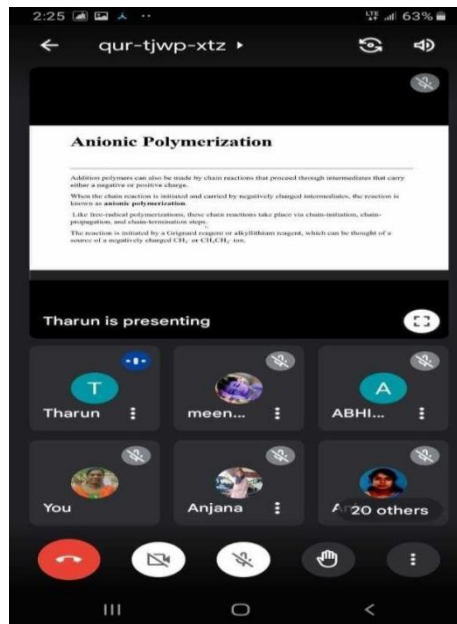 2:25
LTE 63%
qur-tjwp-xtz
Anionic Polymerization
Addition polymers can also be made by chain reactions that proceed through intermediates that carry
either a negative or positive charge.
When the chain reaction is initiated and carried by negatively charged intermediates, the reaction is
known as anionic polymerization.
Like free-radical polymerizations, these chain reactions take place via chain-initiation, chain-
propagation, and chain-termination steps.
The reaction is initiated by a Grignard reagent or alkyllithium reagent, which can be thought of a
source of a negatively charged CH₃⁻ or CH₃CH₂⁻ ion.
Tharun is presenting
T
A
Tharun
meen...
ABHI...
You
Anjana
20 others